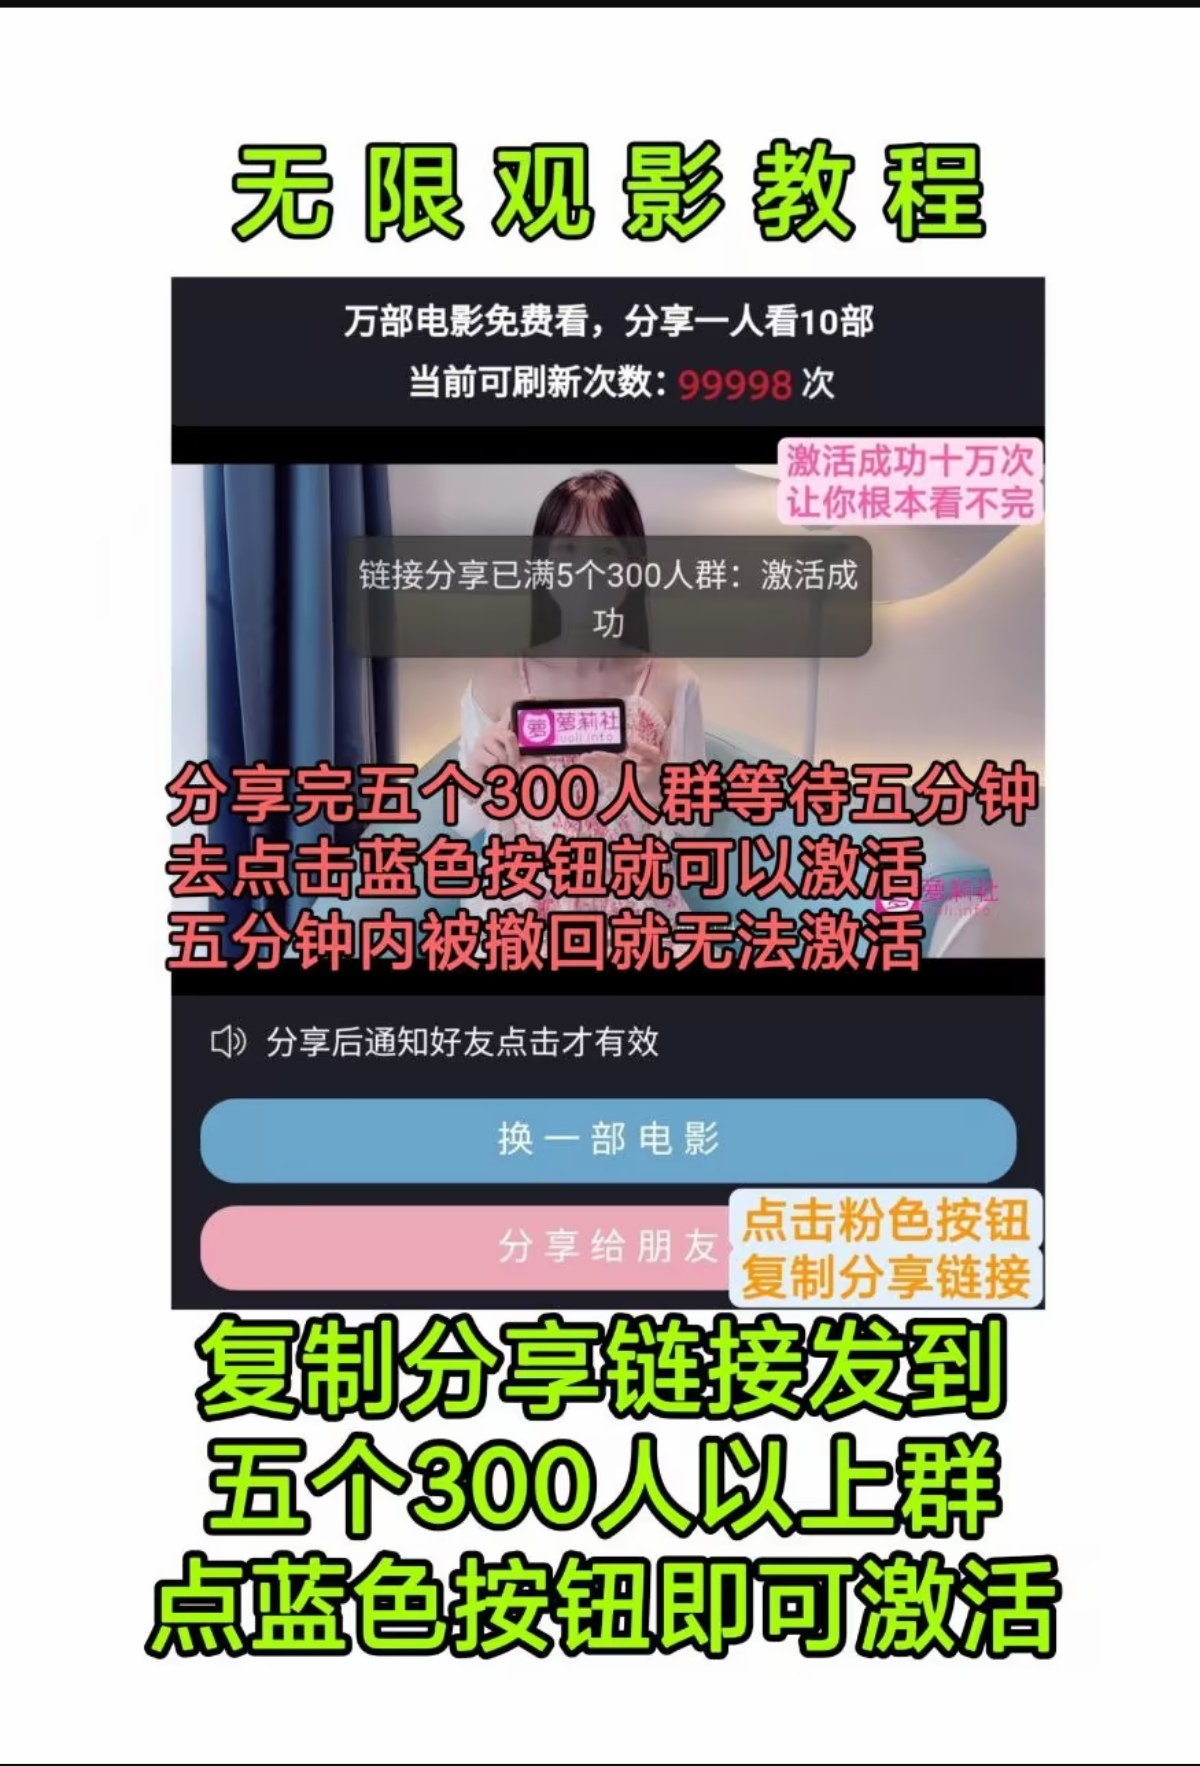 无限观影教程
万部电影免费看，分享一人看10部
当前可刷新次数：99998 次
激活成功十万次
让你根本看不完
链接分享已满5个300人群：激活成
功
萝莉社
分享完五个300人群等待五分钟
去点击蓝色按钮就可以激活
五分钟内被撤回就无法激活
分享后通知好友点击才有效
换一部电影
分享给朋友
点击粉色按钮
复制分享链接
复制分享链接发到
五个300人以上群
点蓝色按钮即可激活